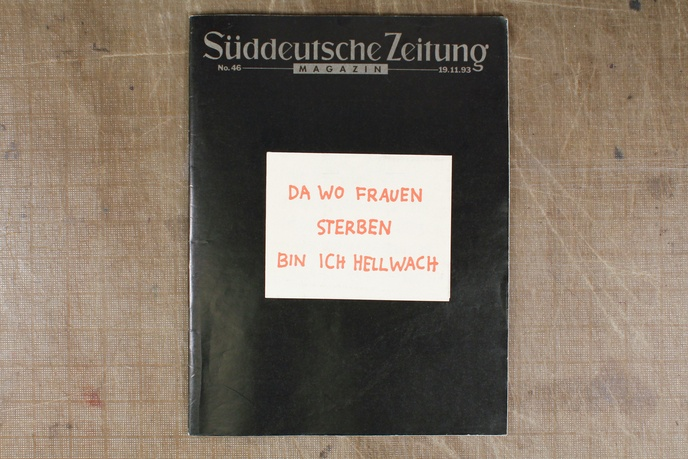 Süddeutsche Zeitung
No. 46 MAGAZIN 19.11.93
DA WO FRAUEN
STERBEN
BIN ICH HELLWACH